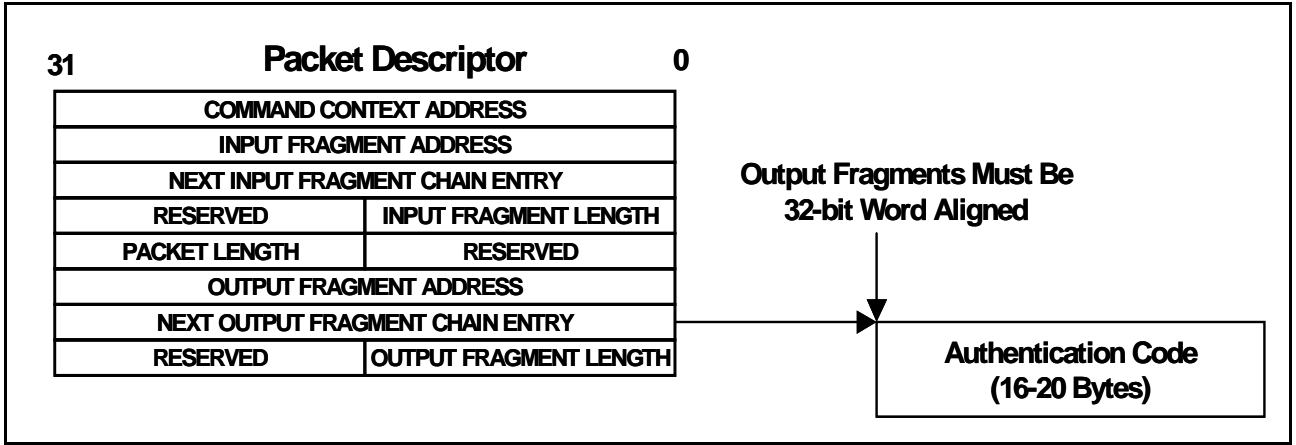 31 Packet Descriptor 0
COMMAND CONTEXT ADDRESS
INPUT FRAGMENT ADDRESS
NEXT INPUT FRAGMENT CHAIN ENTRY
RESERVED INPUT FRAGMENT LENGTH
PACKET LENGTH RESERVED
OUTPUT FRAGMENT ADDRESS
NEXT OUTPUT FRAGMENT CHAIN ENTRY
RESERVED OUTPUT FRAGMENT LENGTH
Output Fragments Must Be
32-bit Word Aligned
Authentication Code
(16-20 Bytes)